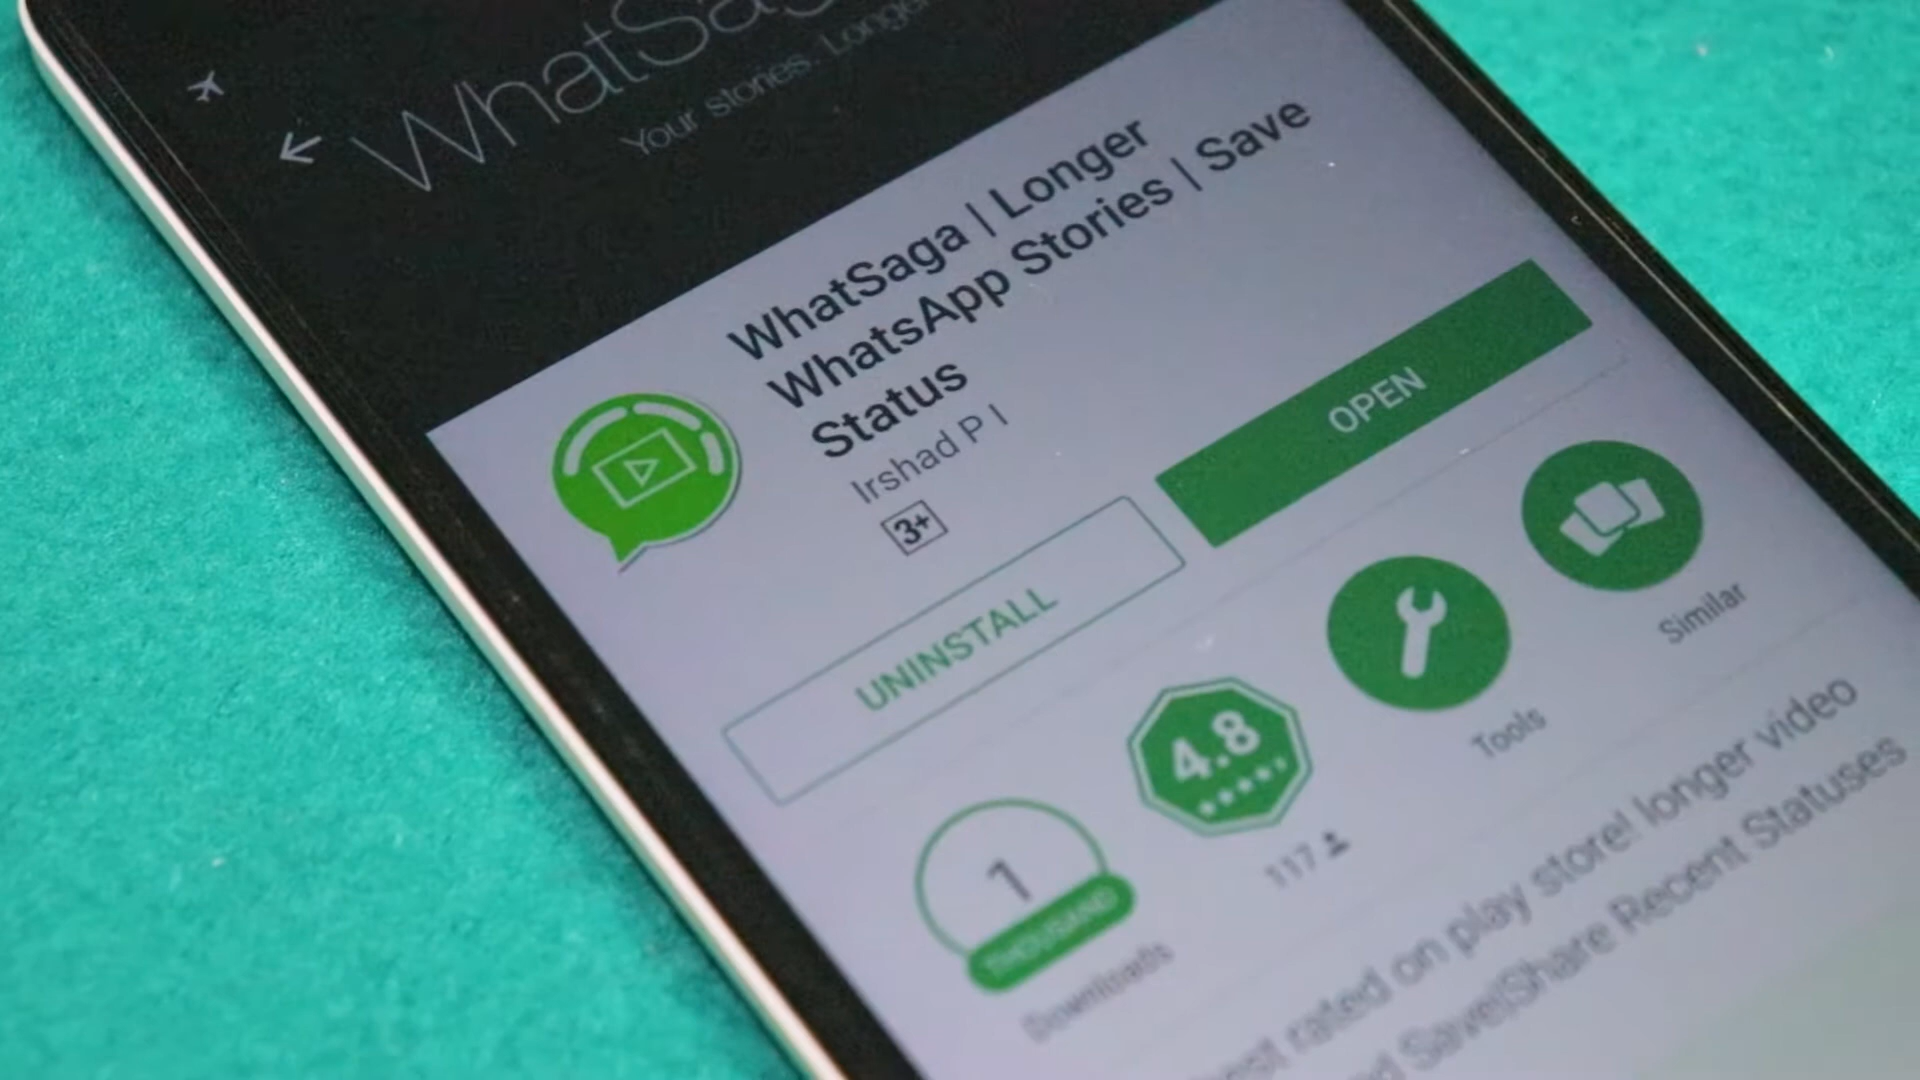 WhatSa
Your stories. Longer
WhatSaga | Longer
WhatsApp Stories | Save
Status
Irshad P I
3+
UNINSTALL
OPEN
1
THOUSAND
Downloads
4.8
117
Tools
Similar
rated on play store! longer video
Save|Share Recent Statuses